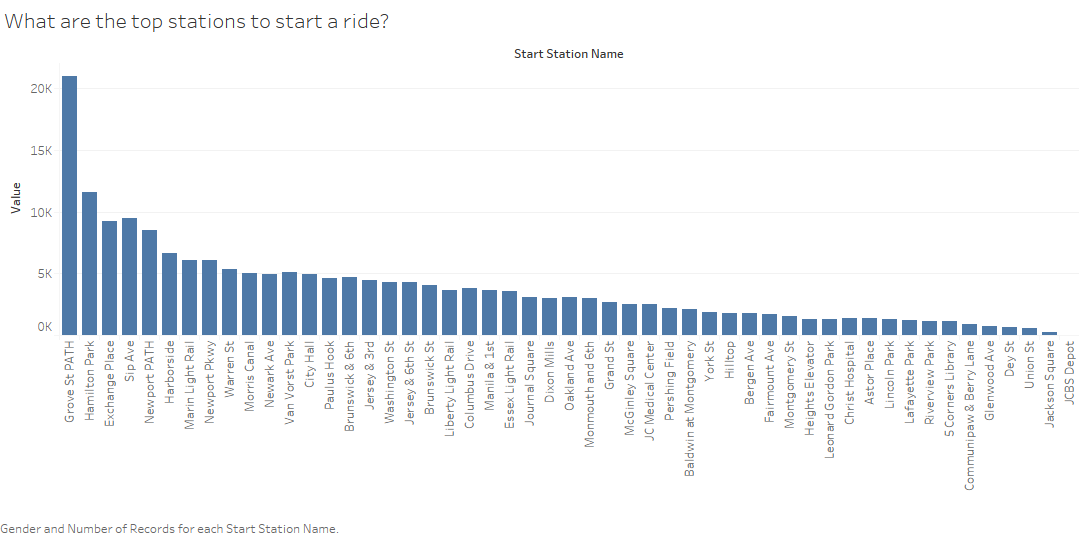 What are the top stations to start a ride?
Start Station Name
Value
20K
15K
10K
5K
0K
Grove St PATH
Hamilton Park
Exchange Place
Sip Ave
Newport PATH
Harborside
Marin Light Rail
Newport Pkwy
Warren St
Morris Canal
Newark Ave
Van Vorst Park
City Hall
Paulus Hook
Brunswick & 6th
Jersey & 3rd
Washington St
Jersey & 6th St
Brunswick St
Liberty Light Rail
Columbus Drive
Manila & 1st
Essex Light Rail
Journal Square
Dixon Mills
Oakland Ave
Monmouth and 6th
Grand St
McGinley Square
JC Medical Center
Pershing Field
Baldwin at Montgomery
York St
Hilltop
Bergen Ave
Fairmount Ave
Montgomery St
Heights Elevator
Leonard Gordon Park
Christ Hospital
Astor Place
Lincoln Park
Lafayette Park
Riverview Park
5 Corners Library
Communipaw & Berry Lane
Glenwood Ave
Dey St
Union St
Jackson Square
JCBS Depot
Gender and Number of Records for each Start Station Name.